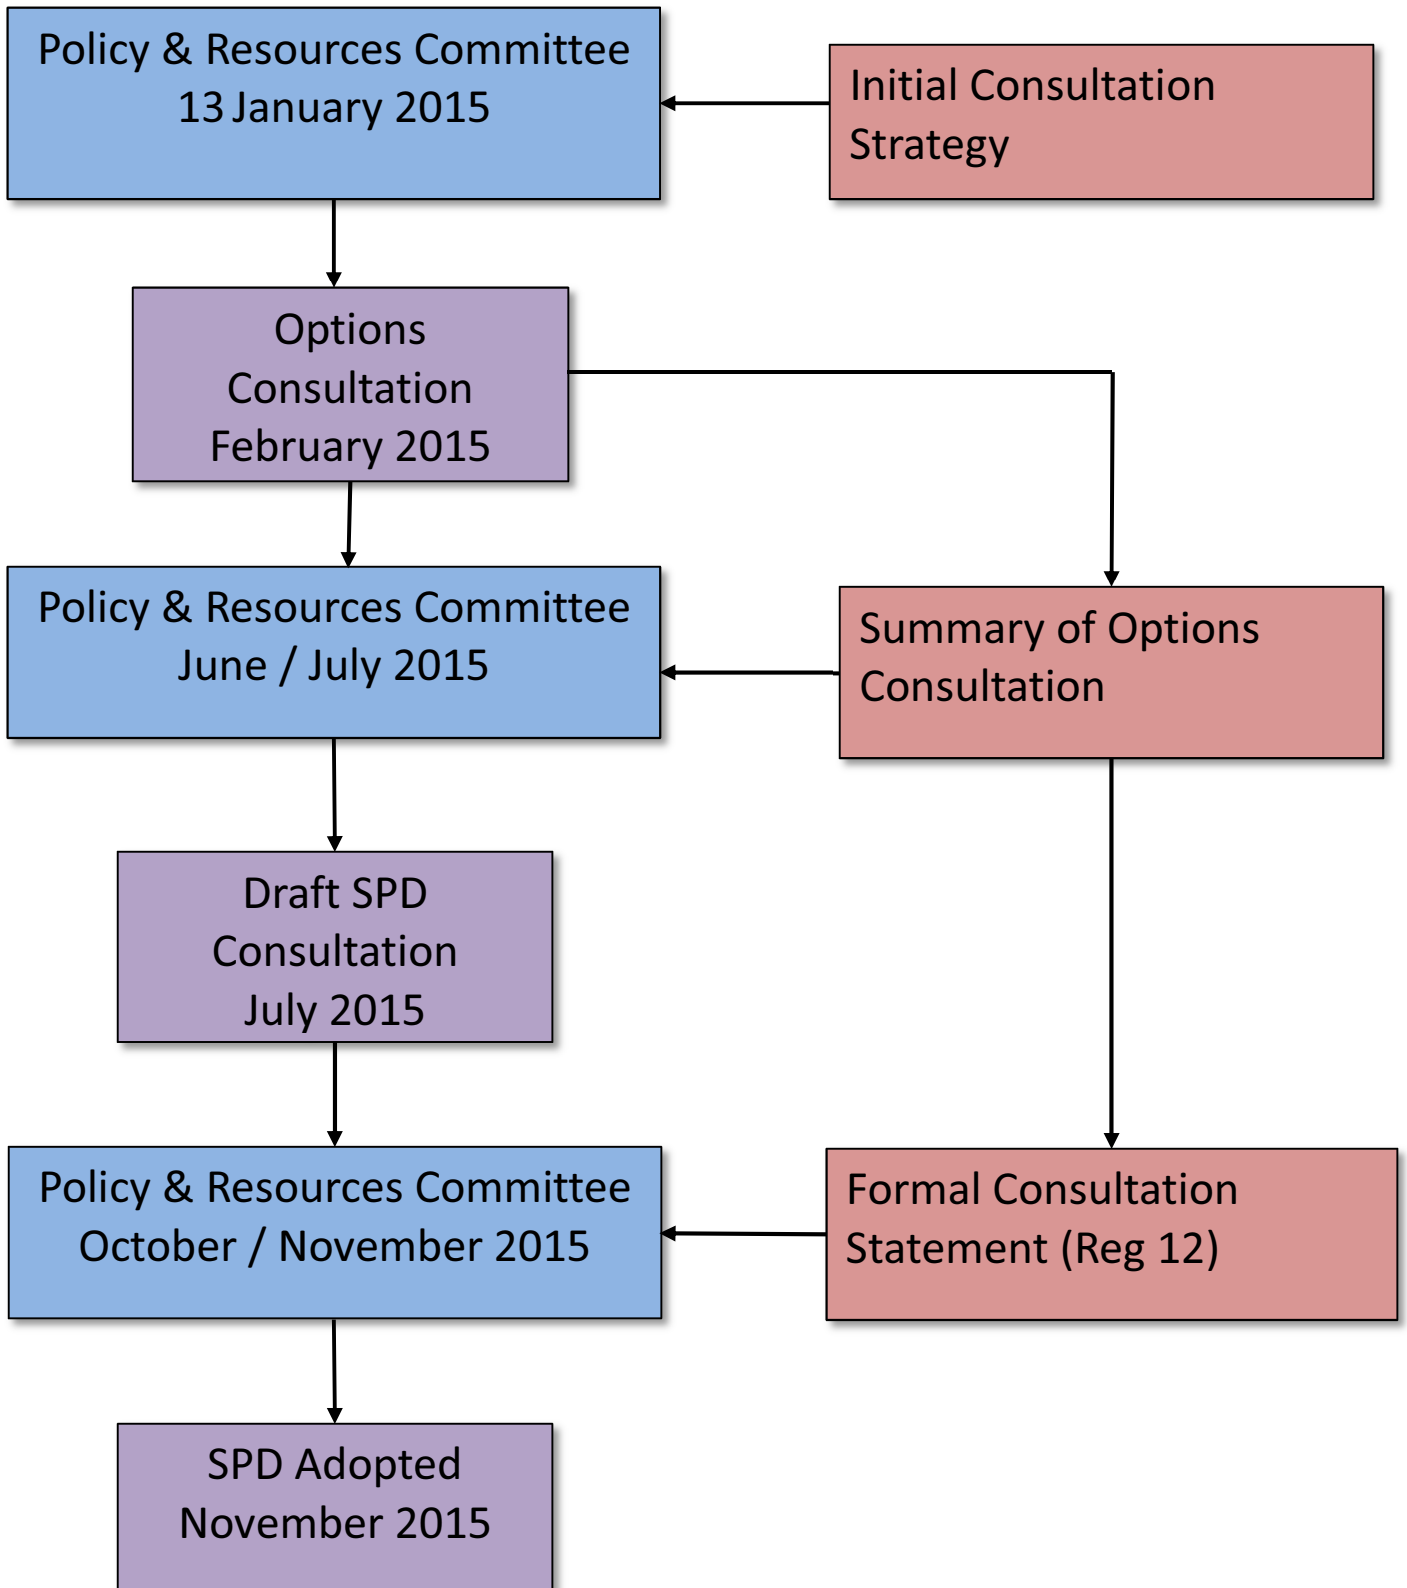 Policy & Resources Committee
13 January 2015
Initial Consultation
Strategy
Options
Consultation
February 2015
Policy & Resources Committee
June / July 2015
Summary of Options
Consultation
Draft SPD
Consultation
July 2015
Policy & Resources Committee
October / November 2015
Formal Consultation
Statement (Reg 12)
SPD Adopted
November 2015